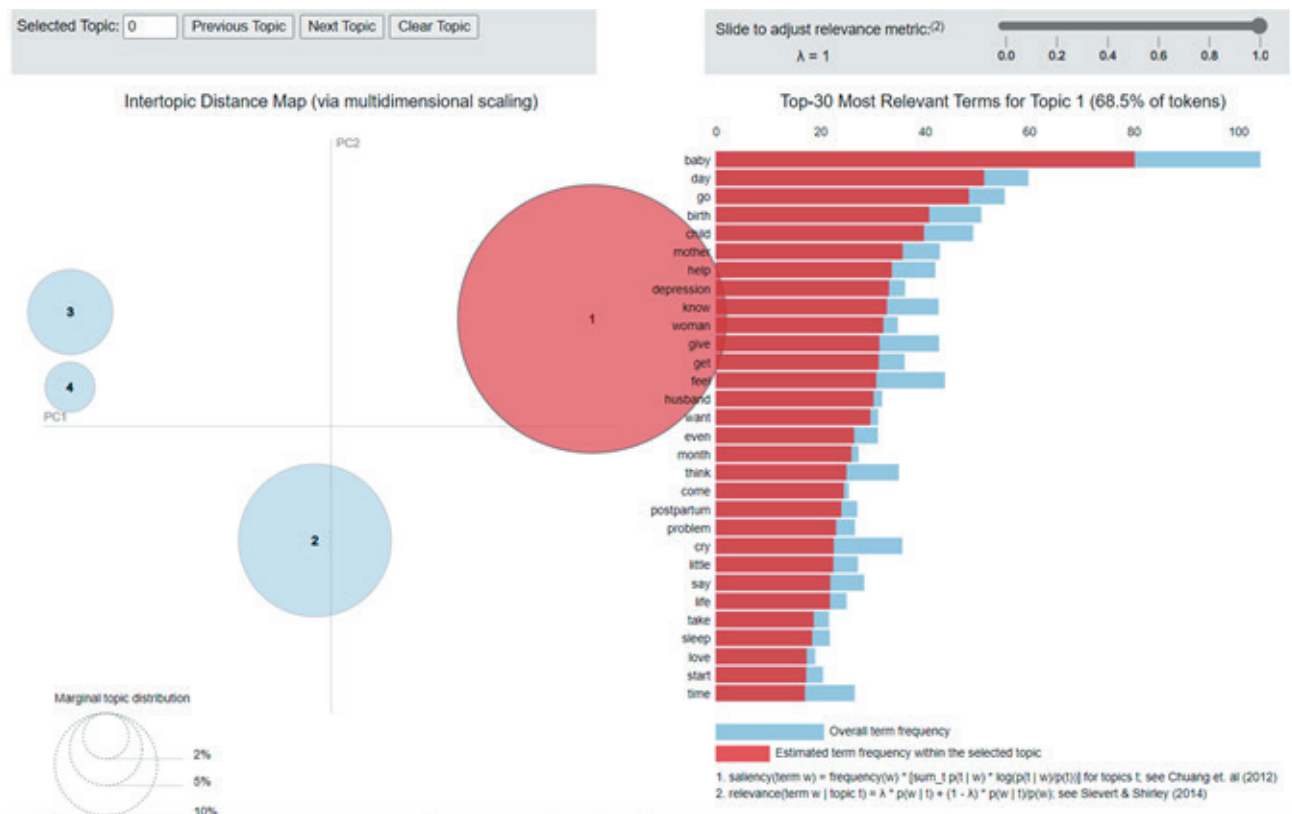 Selected Topic: 0 Previous Topic Next Topic Clear Topic
Slide to adjust relevance metric:(2)
λ = 1
0.0 0.2 0.4 0.6 0.8 1.0
Intertopic Distance Map (via multidimensional scaling)
PC2
PC1
1
2
3
4
Marginal topic distribution
2%
5%
10%
Top-30 Most Relevant Terms for Topic 1 (68.5% of tokens)
0 20 40 60 80 100
baby
day
go
birth
child
mother
help
depression
know
woman
give
get
feel
husband
want
even
month
think
come
postpartum
problem
cry
little
say
life
take
sleep
love
start
time
Overall term frequency
Estimated term frequency within the selected topic
1. saliency(term w) = frequency(w) * [sum_t p(t | w) * log(p(t | w)/p(t))] for topics t; see Chuang et. al (2012)
2. relevance(term w | topic t) = λ * p(w | t) + (1 - λ) * p(w | t)/p(w); see Sievert & Shirley (2014)